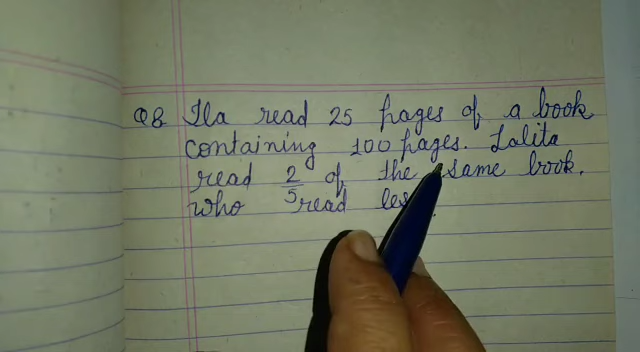 Q8 Ila read 25 pages of a book
containing 100 pages. Lalita
read 2/5 of the same book.
who read